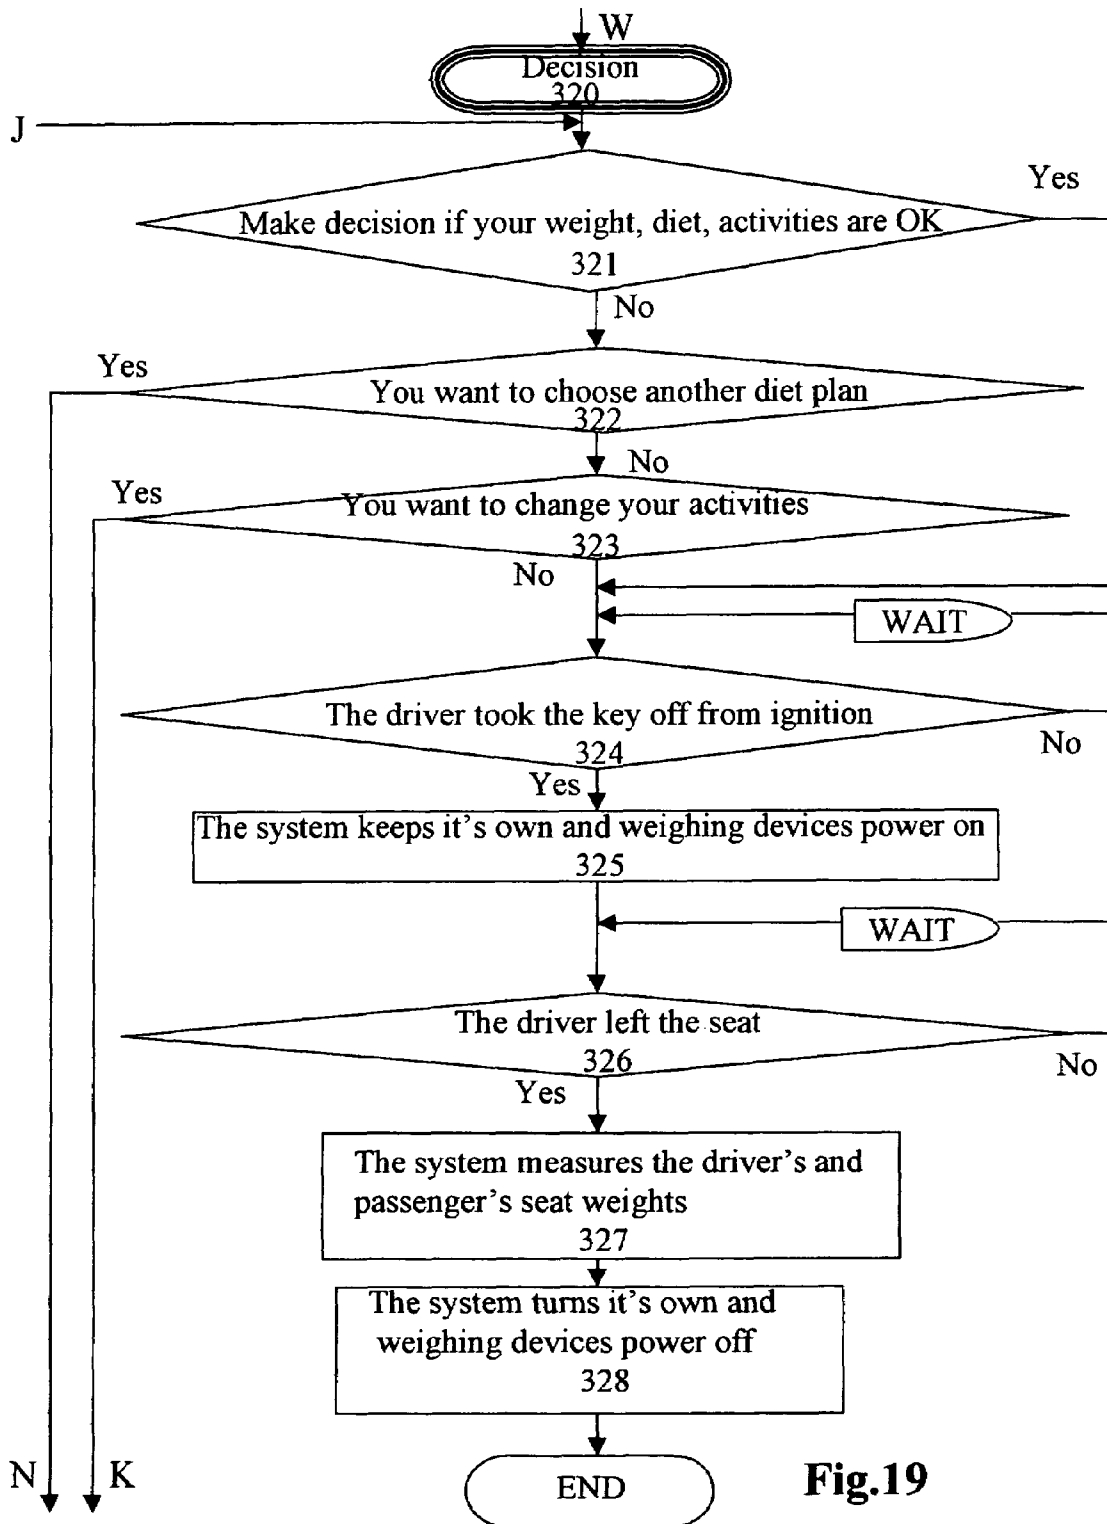 W
Decision
320
J
Yes
Make decision if your weight, diet, activities are OK
321
No
Yes
You want to choose another diet plan
322
No
Yes
You want to change your activities
323
No
WAIT
The driver took the key off from ignition
324
No
Yes
The system keeps it's own and weighing devices power on
325
WAIT
The driver left the seat
326
No
Yes
The system measures the driver's and
passenger's seat weights
327
The system turns it's own and
weighing devices power off
328
N
K
END
Fig.19